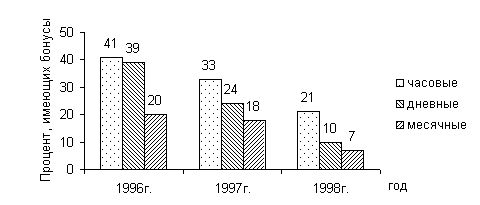 Процент, имеющих бонусы
50
40
30
20
10
0
41
39
20
33
24
18
21
10
7
1996г.
1997г.
1998г.
год
часовые
дневные
месячные